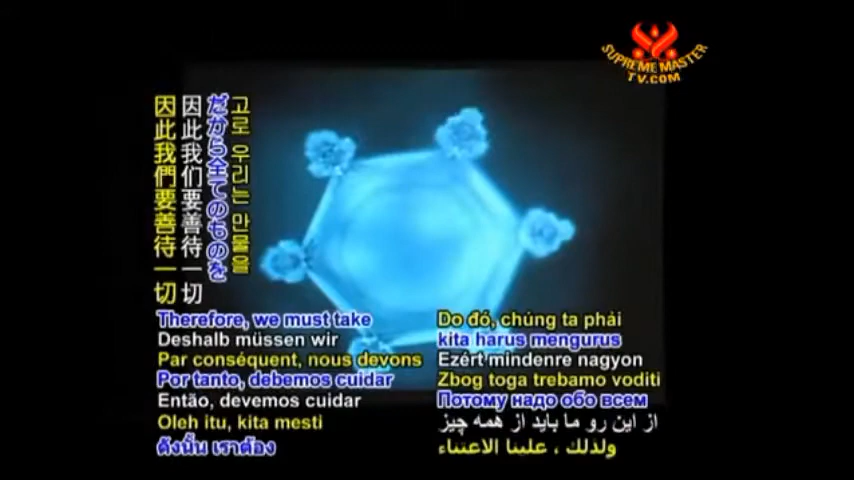 SUPREME MASTER
TV.COM
因此我們要善待一切
因此我们要善待一切
だから全てのものを
고로 우리는 만물을
Therefore, we must take
Deshalb müssen wir
Par conséquent, nous devons
Por tanto, debemos cuidar
Então, devemos cuidar
Oleh itu, kita mesti
ดังนั้น เราต้อง
Do đó, chúng ta phải
kita harus mengurus
Ezért mindenre nagyon
Zbog toga trebamo voditi
Потому надо обо всем
از این رو ما باید از همه چیز
ولذلك ، علينا الاعتناء